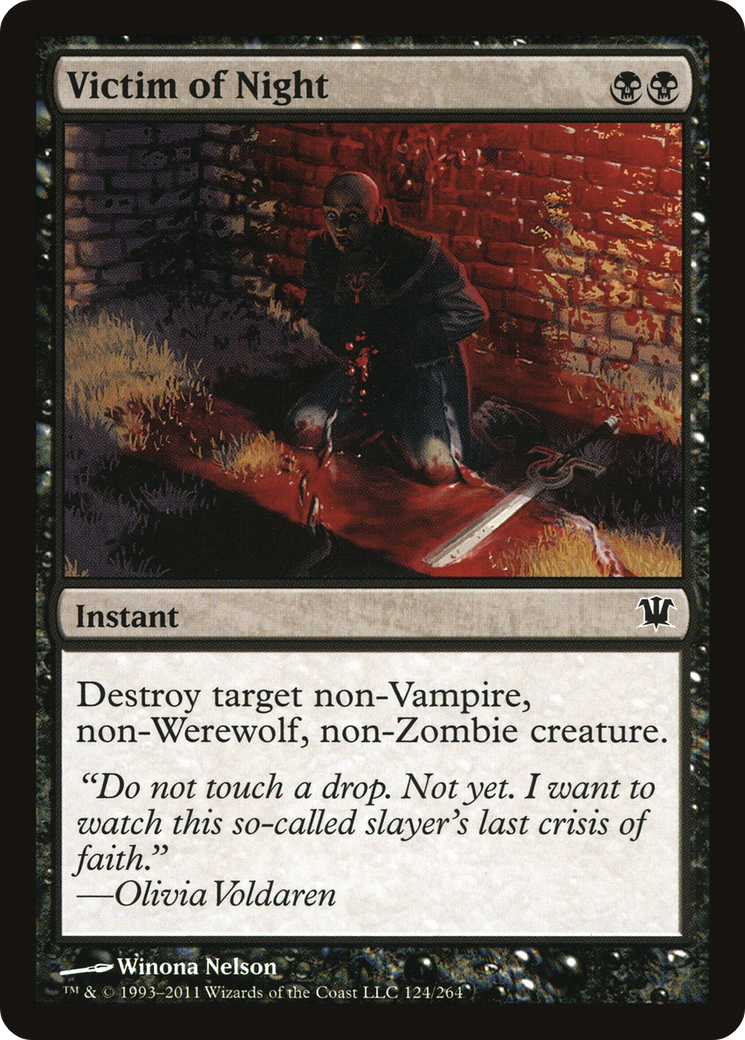 Victim of Night
Instant
Destroy target non-Vampire,
non-Werewolf, non-Zombie creature.
“Do not touch a drop. Not yet. I want to
watch this so-called slayer’s last crisis of
faith.”
—Olivia Voldaren
Winona Nelson
™ & © 1993–2011 Wizards of the Coast LLC 124/264